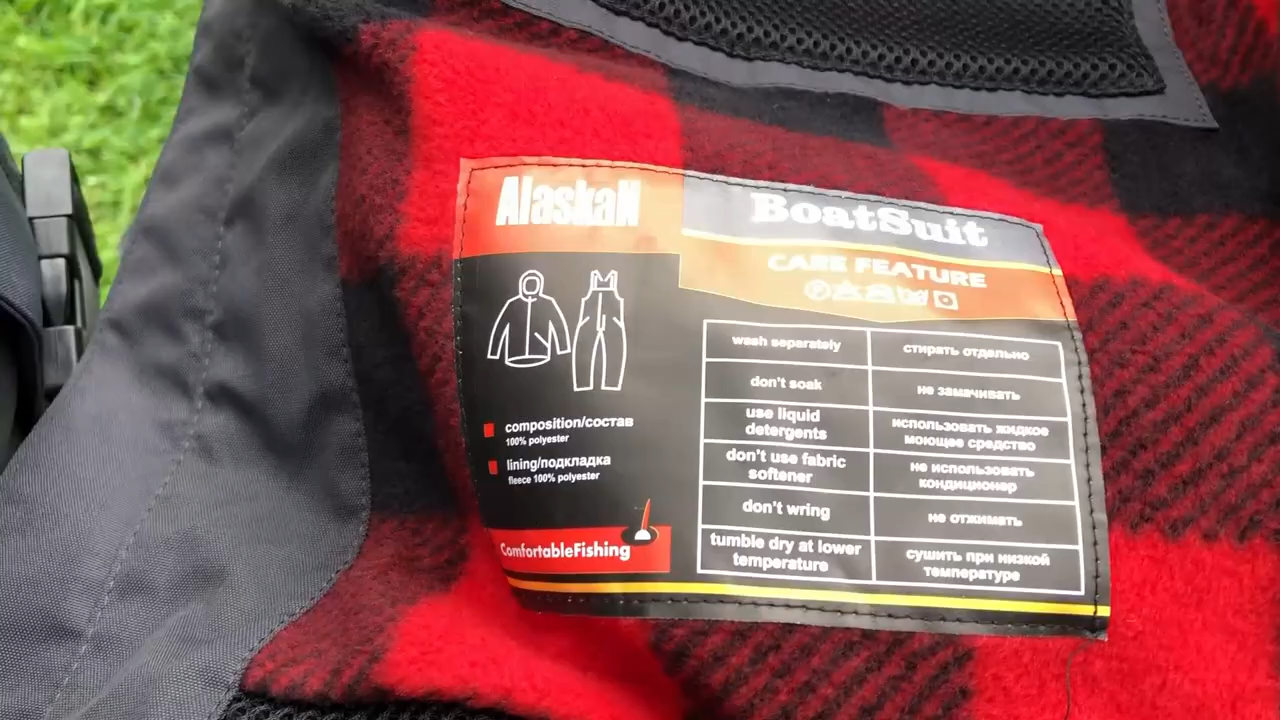 AlaskaN
BoatSuit
CARE FEATURE
composition/состав
100% polyester
lining/подкладка
fleece 100% polyester
ComfortableFishing
wash separately
стирать отдельно
don't soak
не замачивать
use liquid
detergents
использовать жидкое
моющее средство
don't use fabric
softener
не использовать
кондиционер
don't wring
не отжимать
tumble dry at lower
temperature
сушить при низкой
температуре